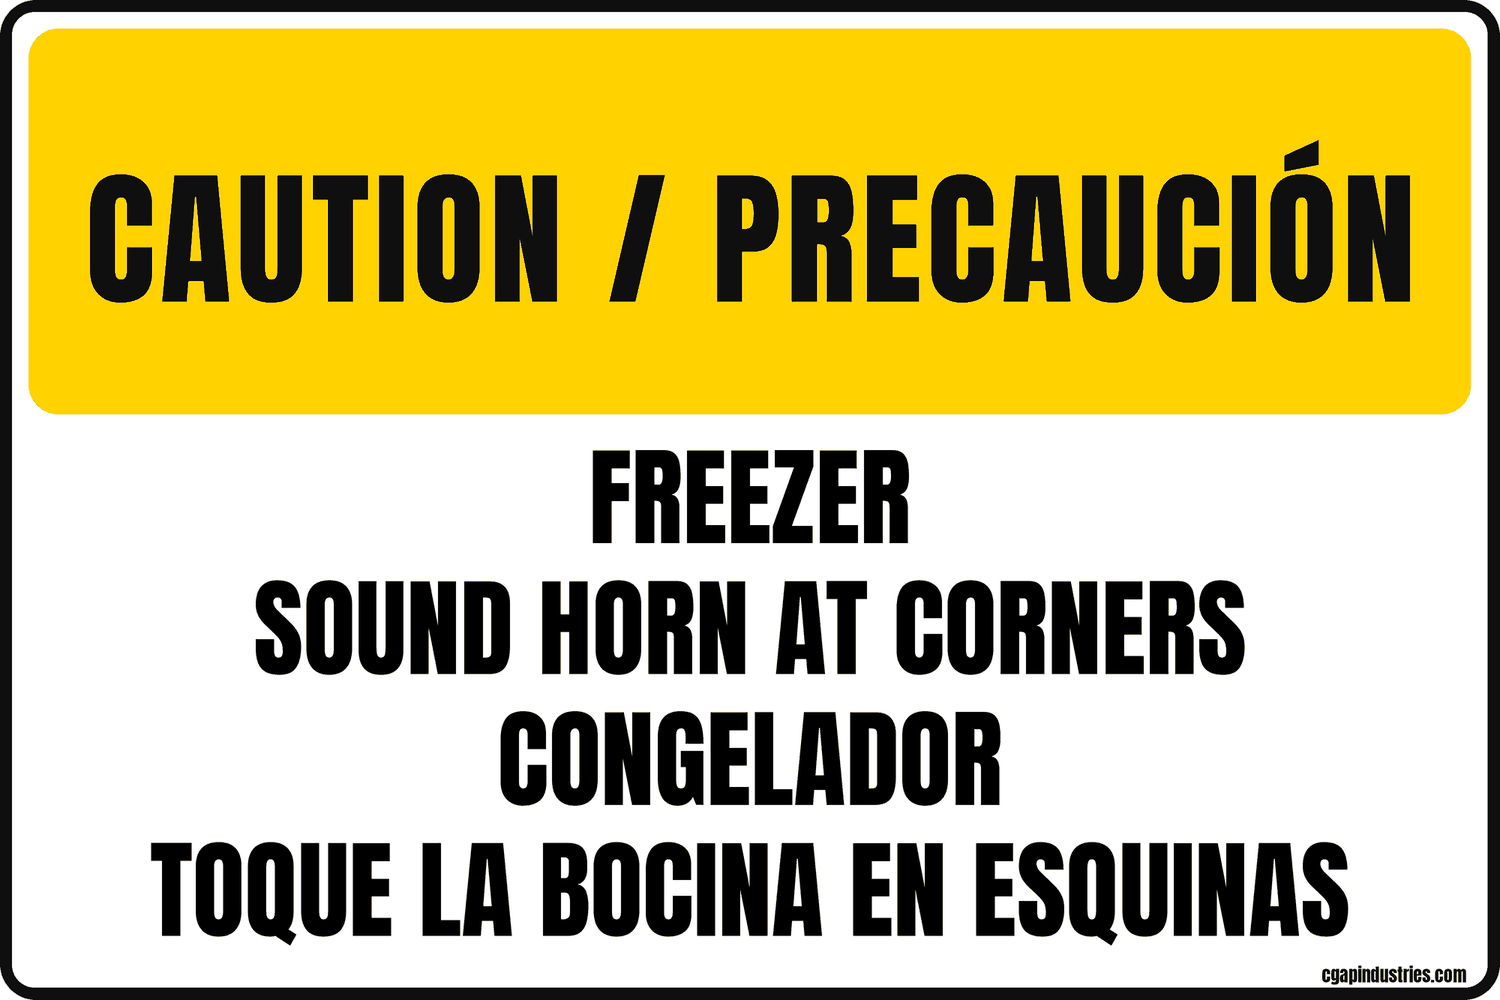 CAUTION / PRECAUCIÓN
FREEZER
SOUND HORN AT CORNERS
CONGELADOR
TOQUE LA BOCINA EN ESQUINAS
cgapindustries.com